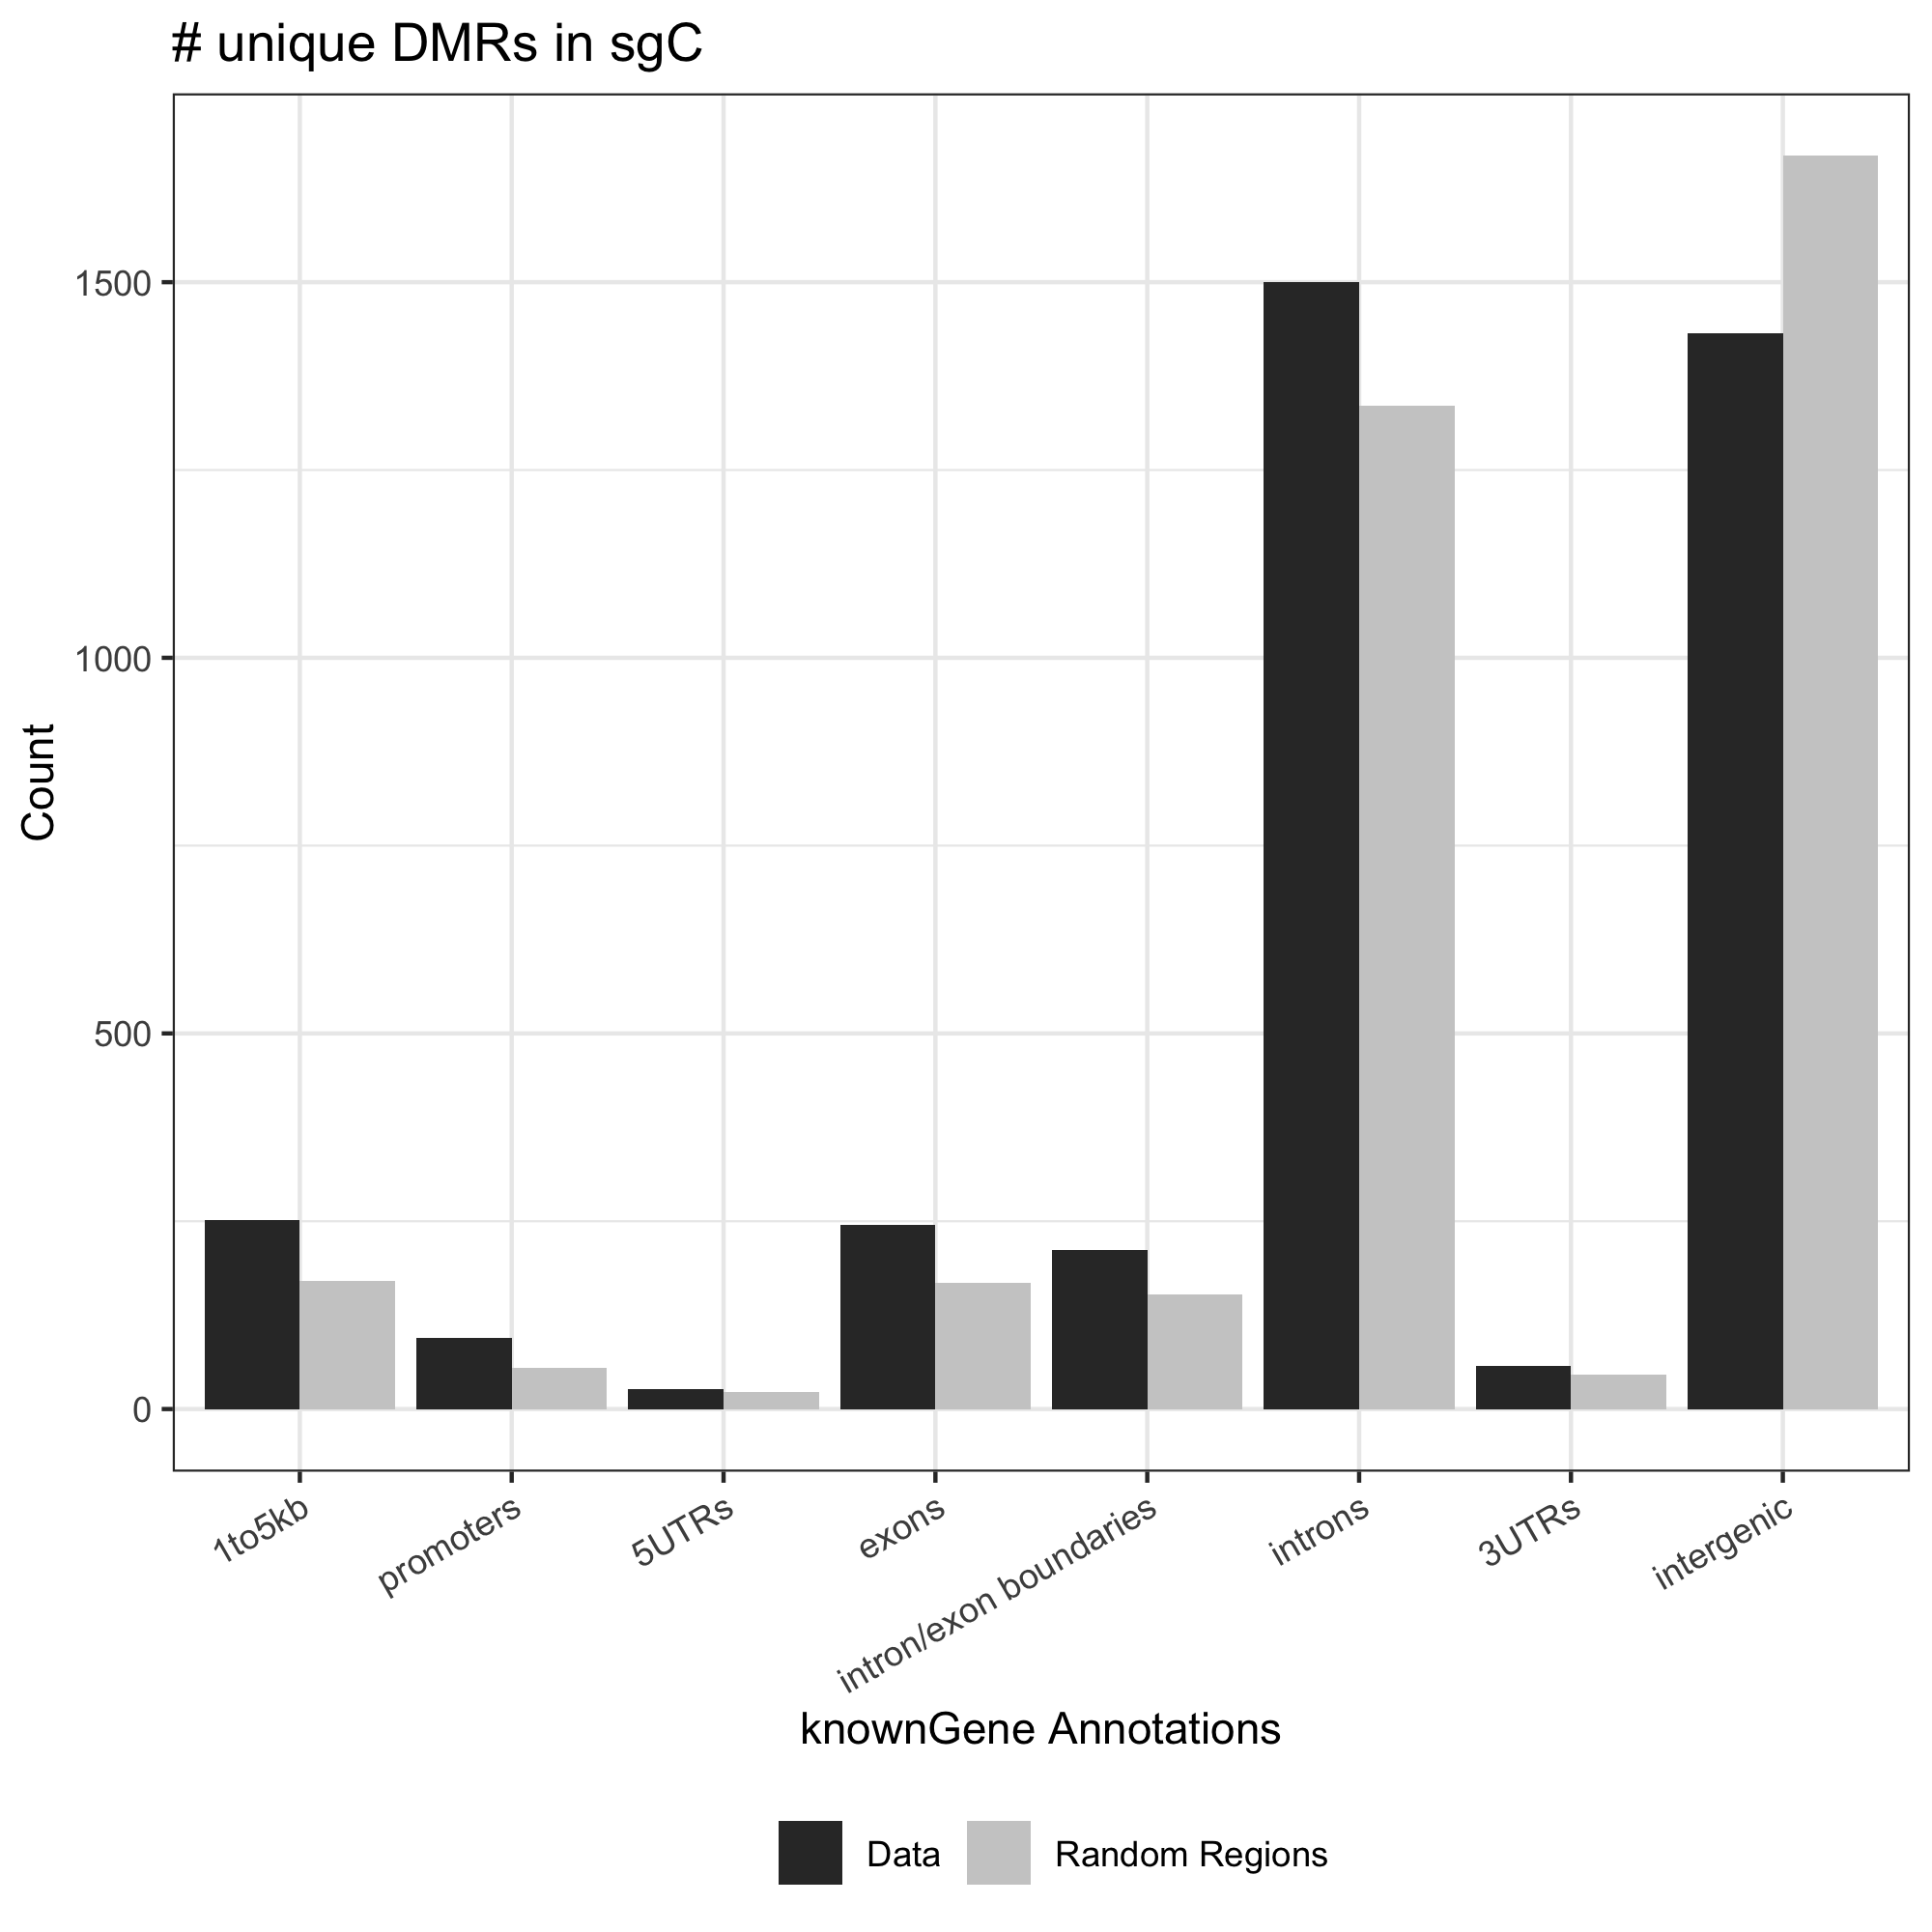 # unique DMRs in sgC
1500
1000
500
0
Count
1to5kb
promoters
5UTRs
exons
intron/exon boundaries
introns
3UTRs
intergenic
knownGene Annotations
Data
Random Regions